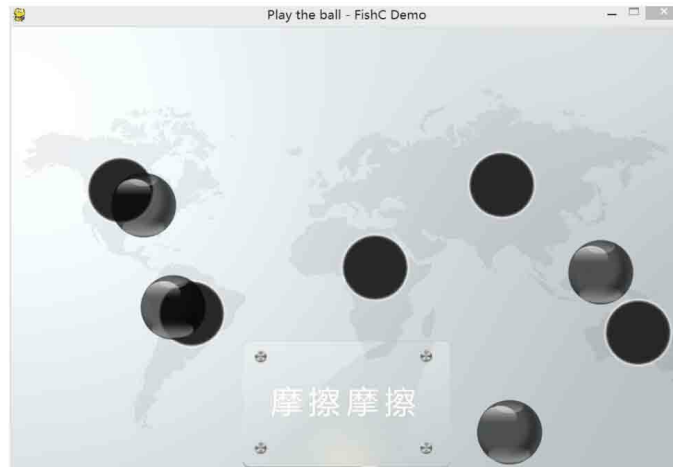 Play the ball - FishC Demo
摩擦摩擦